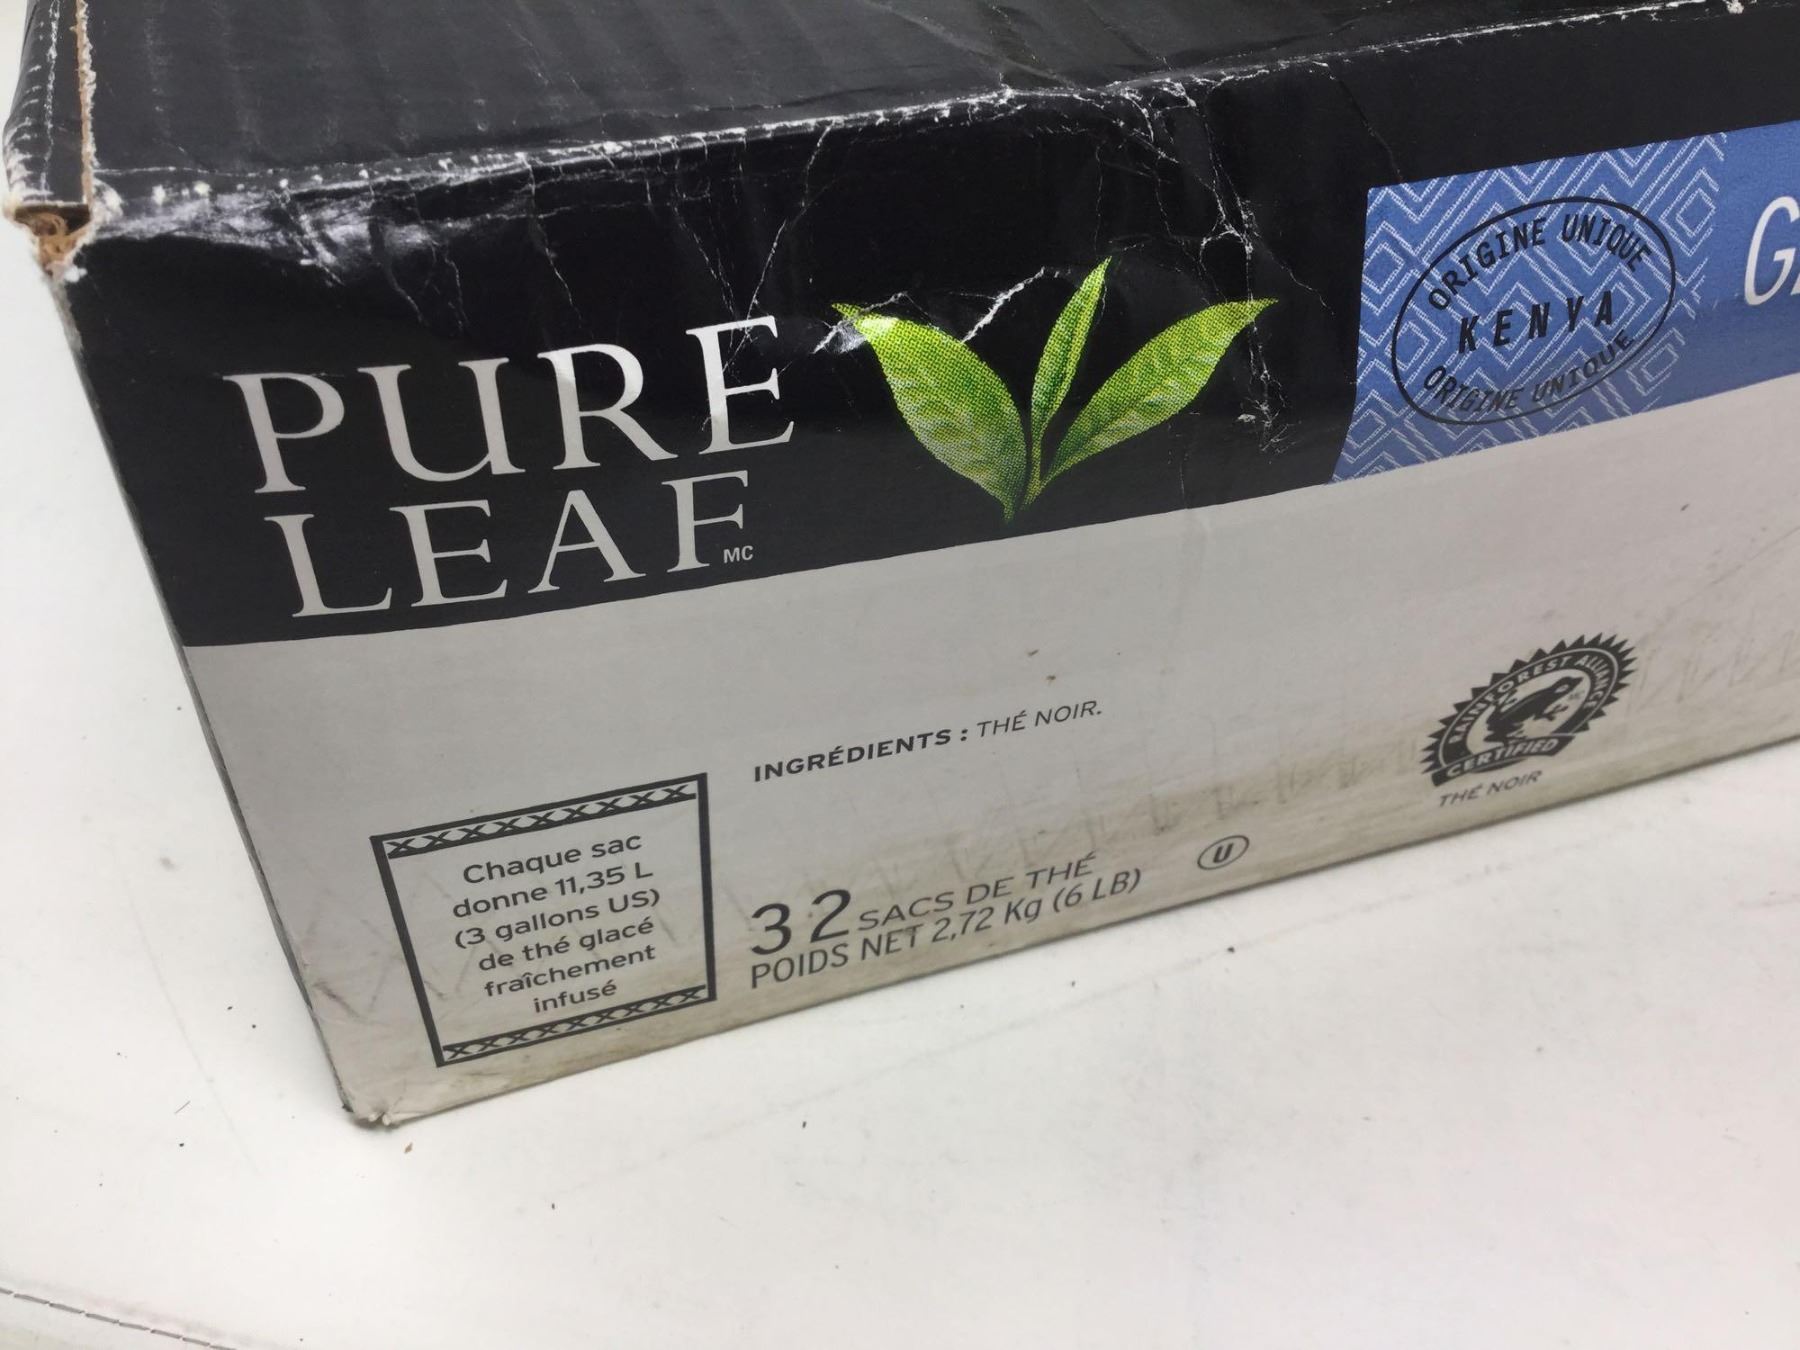 PURE
LEAF MC
ORIGINE UNIQUE
KENYA
ORIGINE UNIQUE
INGRÉDIENTS : THÉ NOIR.
RAINFOREST ALLIANCE
CERTIFIED
THÉ NOIR
Chaque sac
donne 11,35 L
(3 gallons US)
de thé glacé
fraîchement
infusé
32 SACS DE THÉ
POIDS NET 2,72 Kg (6 LB)
U